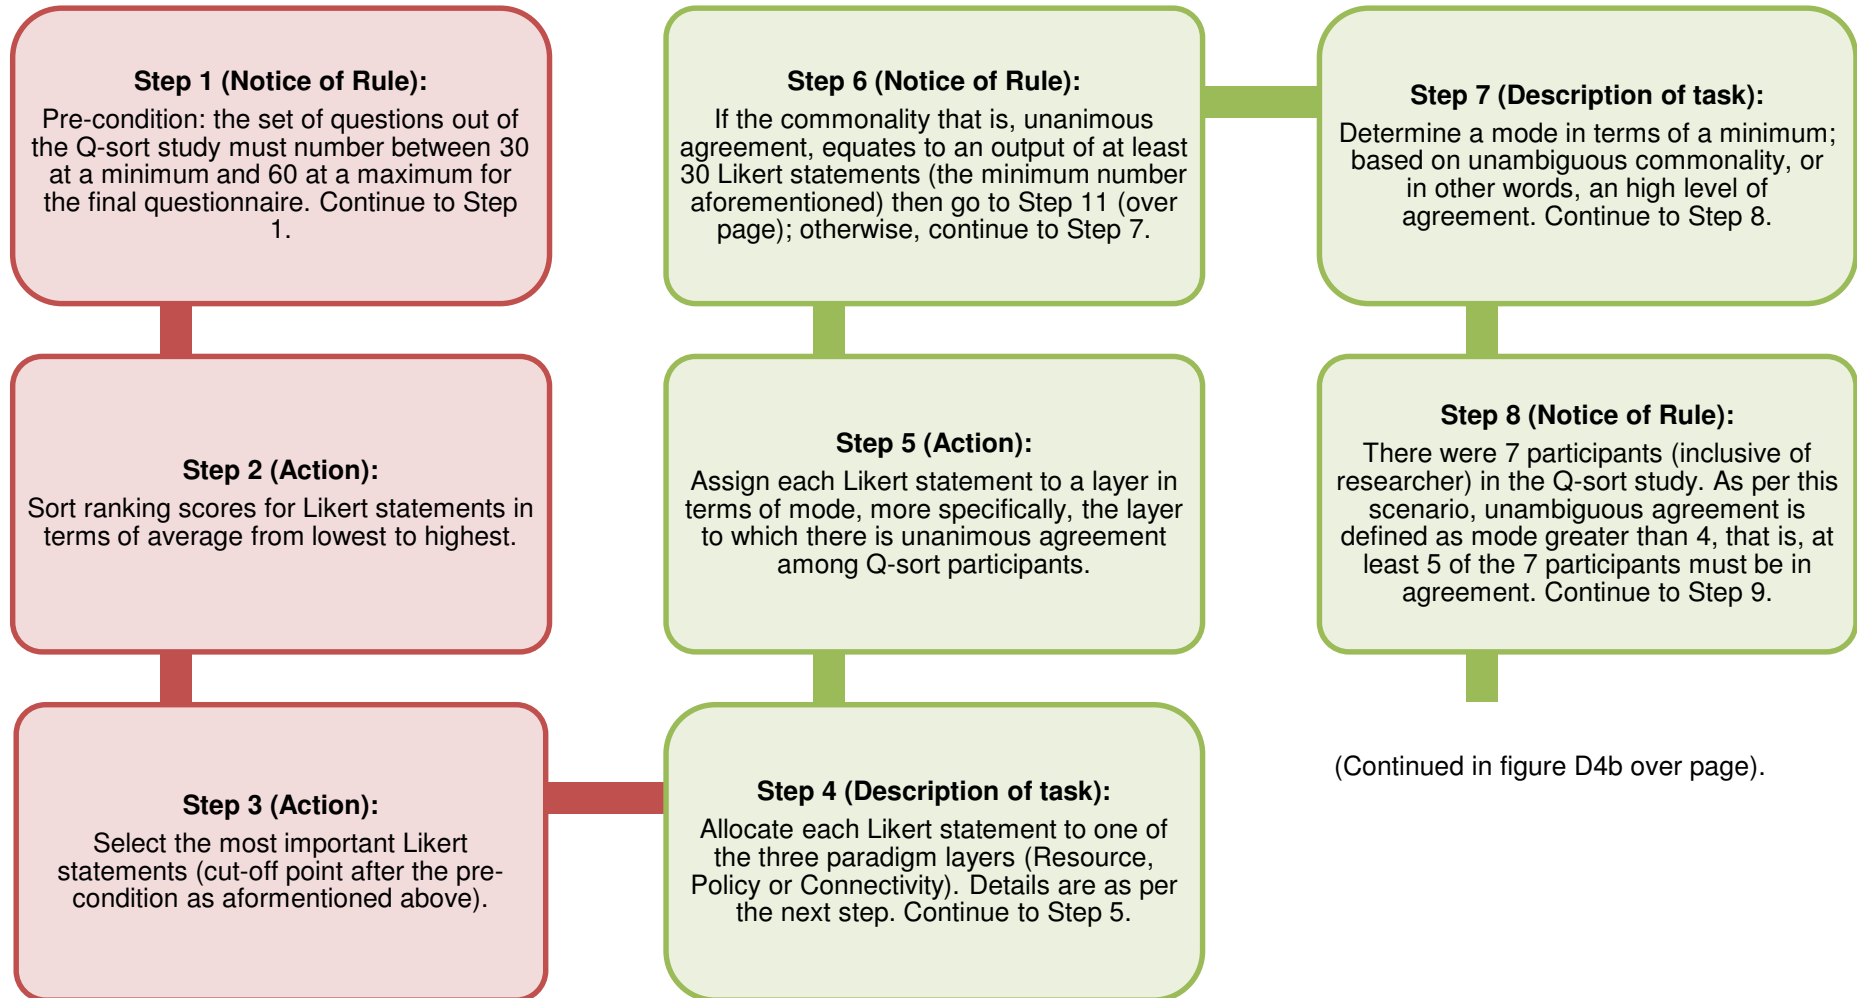 Step 1 (Notice of Rule):
Pre-condition: the set of questions out of
the Q-sort study must number between 30
at a minimum and 60 at a maximum for
the final questionnaire. Continue to Step
1.
Step 2 (Action):
Sort ranking scores for Likert statements in
terms of average from lowest to highest.
Step 3 (Action):
Select the most important Likert
statements (cut-off point after the pre-
condition as aformentioned above).
Step 4 (Description of task):
Allocate each Likert statement to one of
the three paradigm layers (Resource,
Policy or Connectivity). Details are as per
the next step. Continue to Step 5.
Step 5 (Action):
Assign each Likert statement to a layer in
terms of mode, more specifically, the layer
to which there is unanimous agreement
among Q-sort participants.
Step 6 (Notice of Rule):
If the commonality that is, unanimous
agreement, equates to an output of at least
30 Likert statements (the minimum number
aforementioned) then go to Step 11 (over
page); otherwise, continue to Step 7.
Step 7 (Description of task):
Determine a mode in terms of a minimum;
based on unambiguous commonality, or
in other words, an high level of
agreement. Continue to Step 8.
Step 8 (Notice of Rule):
There were 7 participants (inclusive of
researcher) in the Q-sort study. As per this
scenario, unambiguous agreement is
defined as mode greater than 4, that is, at
least 5 of the 7 participants must be in
agreement. Continue to Step 9.
(Continued in figure D4b over page).